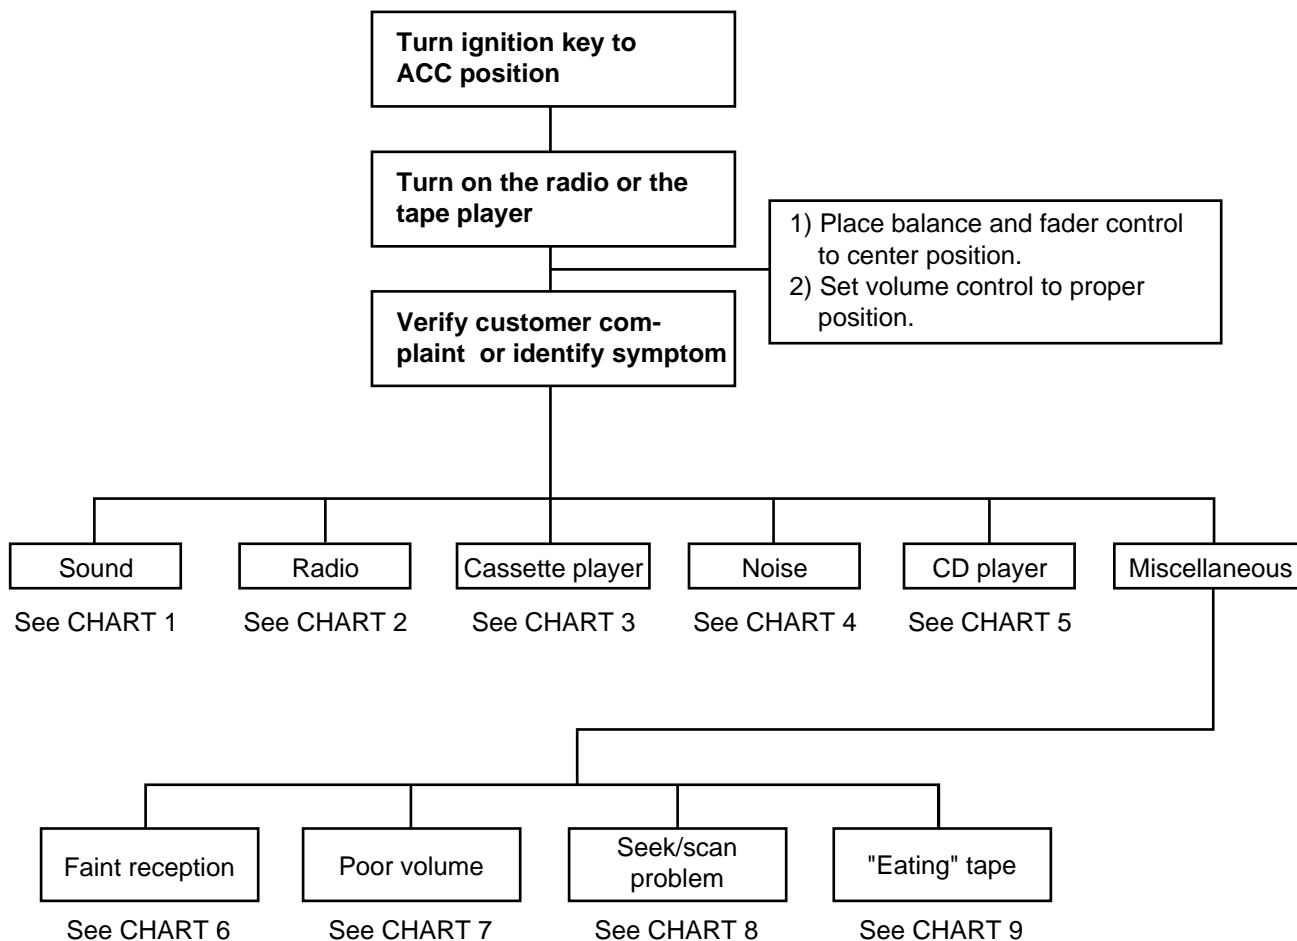 Turn ignition key to
ACC position
Turn on the radio or the
tape player
1) Place balance and fader control
to center position.
2) Set volume control to proper
position.
Verify customer com-
plaint or identify symptom
Sound
Radio
Cassette player
Noise
CD player
Miscellaneous
See CHART 1
See CHART 2
See CHART 3
See CHART 4
See CHART 5
Faint reception
Poor volume
Seek/scan
problem
"Eating" tape
See CHART 6
See CHART 7
See CHART 8
See CHART 9